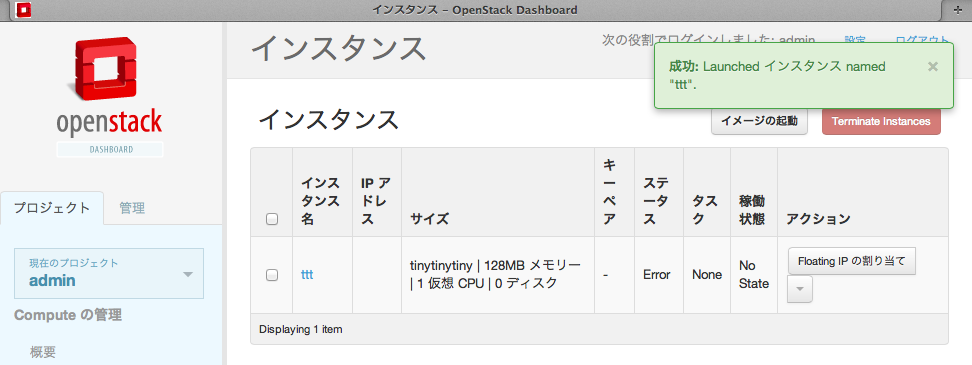 インスタンス – OpenStack Dashboard
openstack
DASHBOARD
プロジェクト 管理
現在のプロジェクト
admin
Compute の管理
概要
インスタンス
次の役割でログインしました: admin 設定 ログアウト
成功: Launched インスタンス named
"ttt".
×
インスタンス
イメージの起動 Terminate Instances
インス
タンス
名
IP ア
ドレ
ス
サイズ
キ
ー
ペ
ア
ステ
ータ
ス
タス
ク
稼働
状態
アクション
ttt
tinytinytiny | 128MB メモリー
| 1 仮想 CPU | 0 ディスク
-
Error
None
No
State
Floating IP の割り当て
Displaying 1 item